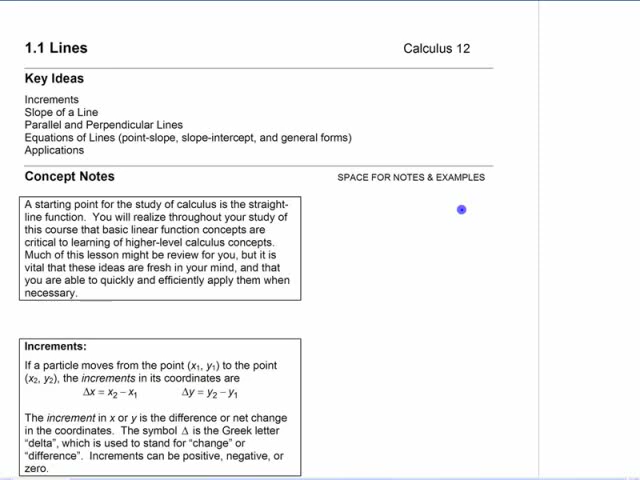 1.1 Lines
Calculus 12
Key Ideas
Increments
Slope of a Line
Parallel and Perpendicular Lines
Equations of Lines (point-slope, slope-intercept, and general forms)
Applications
Concept Notes
SPACE FOR NOTES & EXAMPLES
A starting point for the study of calculus is the straight-
line function. You will realize throughout your study of
this course that basic linear function concepts are
critical to learning of higher-level calculus concepts.
Much of this lesson might be review for you, but it is
vital that these ideas are fresh in your mind, and that
you are able to quickly and efficiently apply them when
necessary.
Increments:
If a particle moves from the point (x₁, y₁) to the point
(x₂, y₂), the increments in its coordinates are
Δx = x₂ − x₁ Δy = y₂ − y₁
The increment in x or y is the difference or net change
in the coordinates. The symbol Δ is the Greek letter
“delta”, which is used to stand for “change” or
“difference”. Increments can be positive, negative, or
zero.